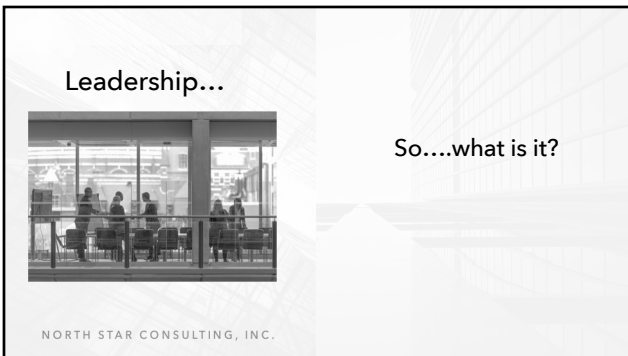 Leadership...
So....what is it?
NORTH STAR CONSULTING, INC.